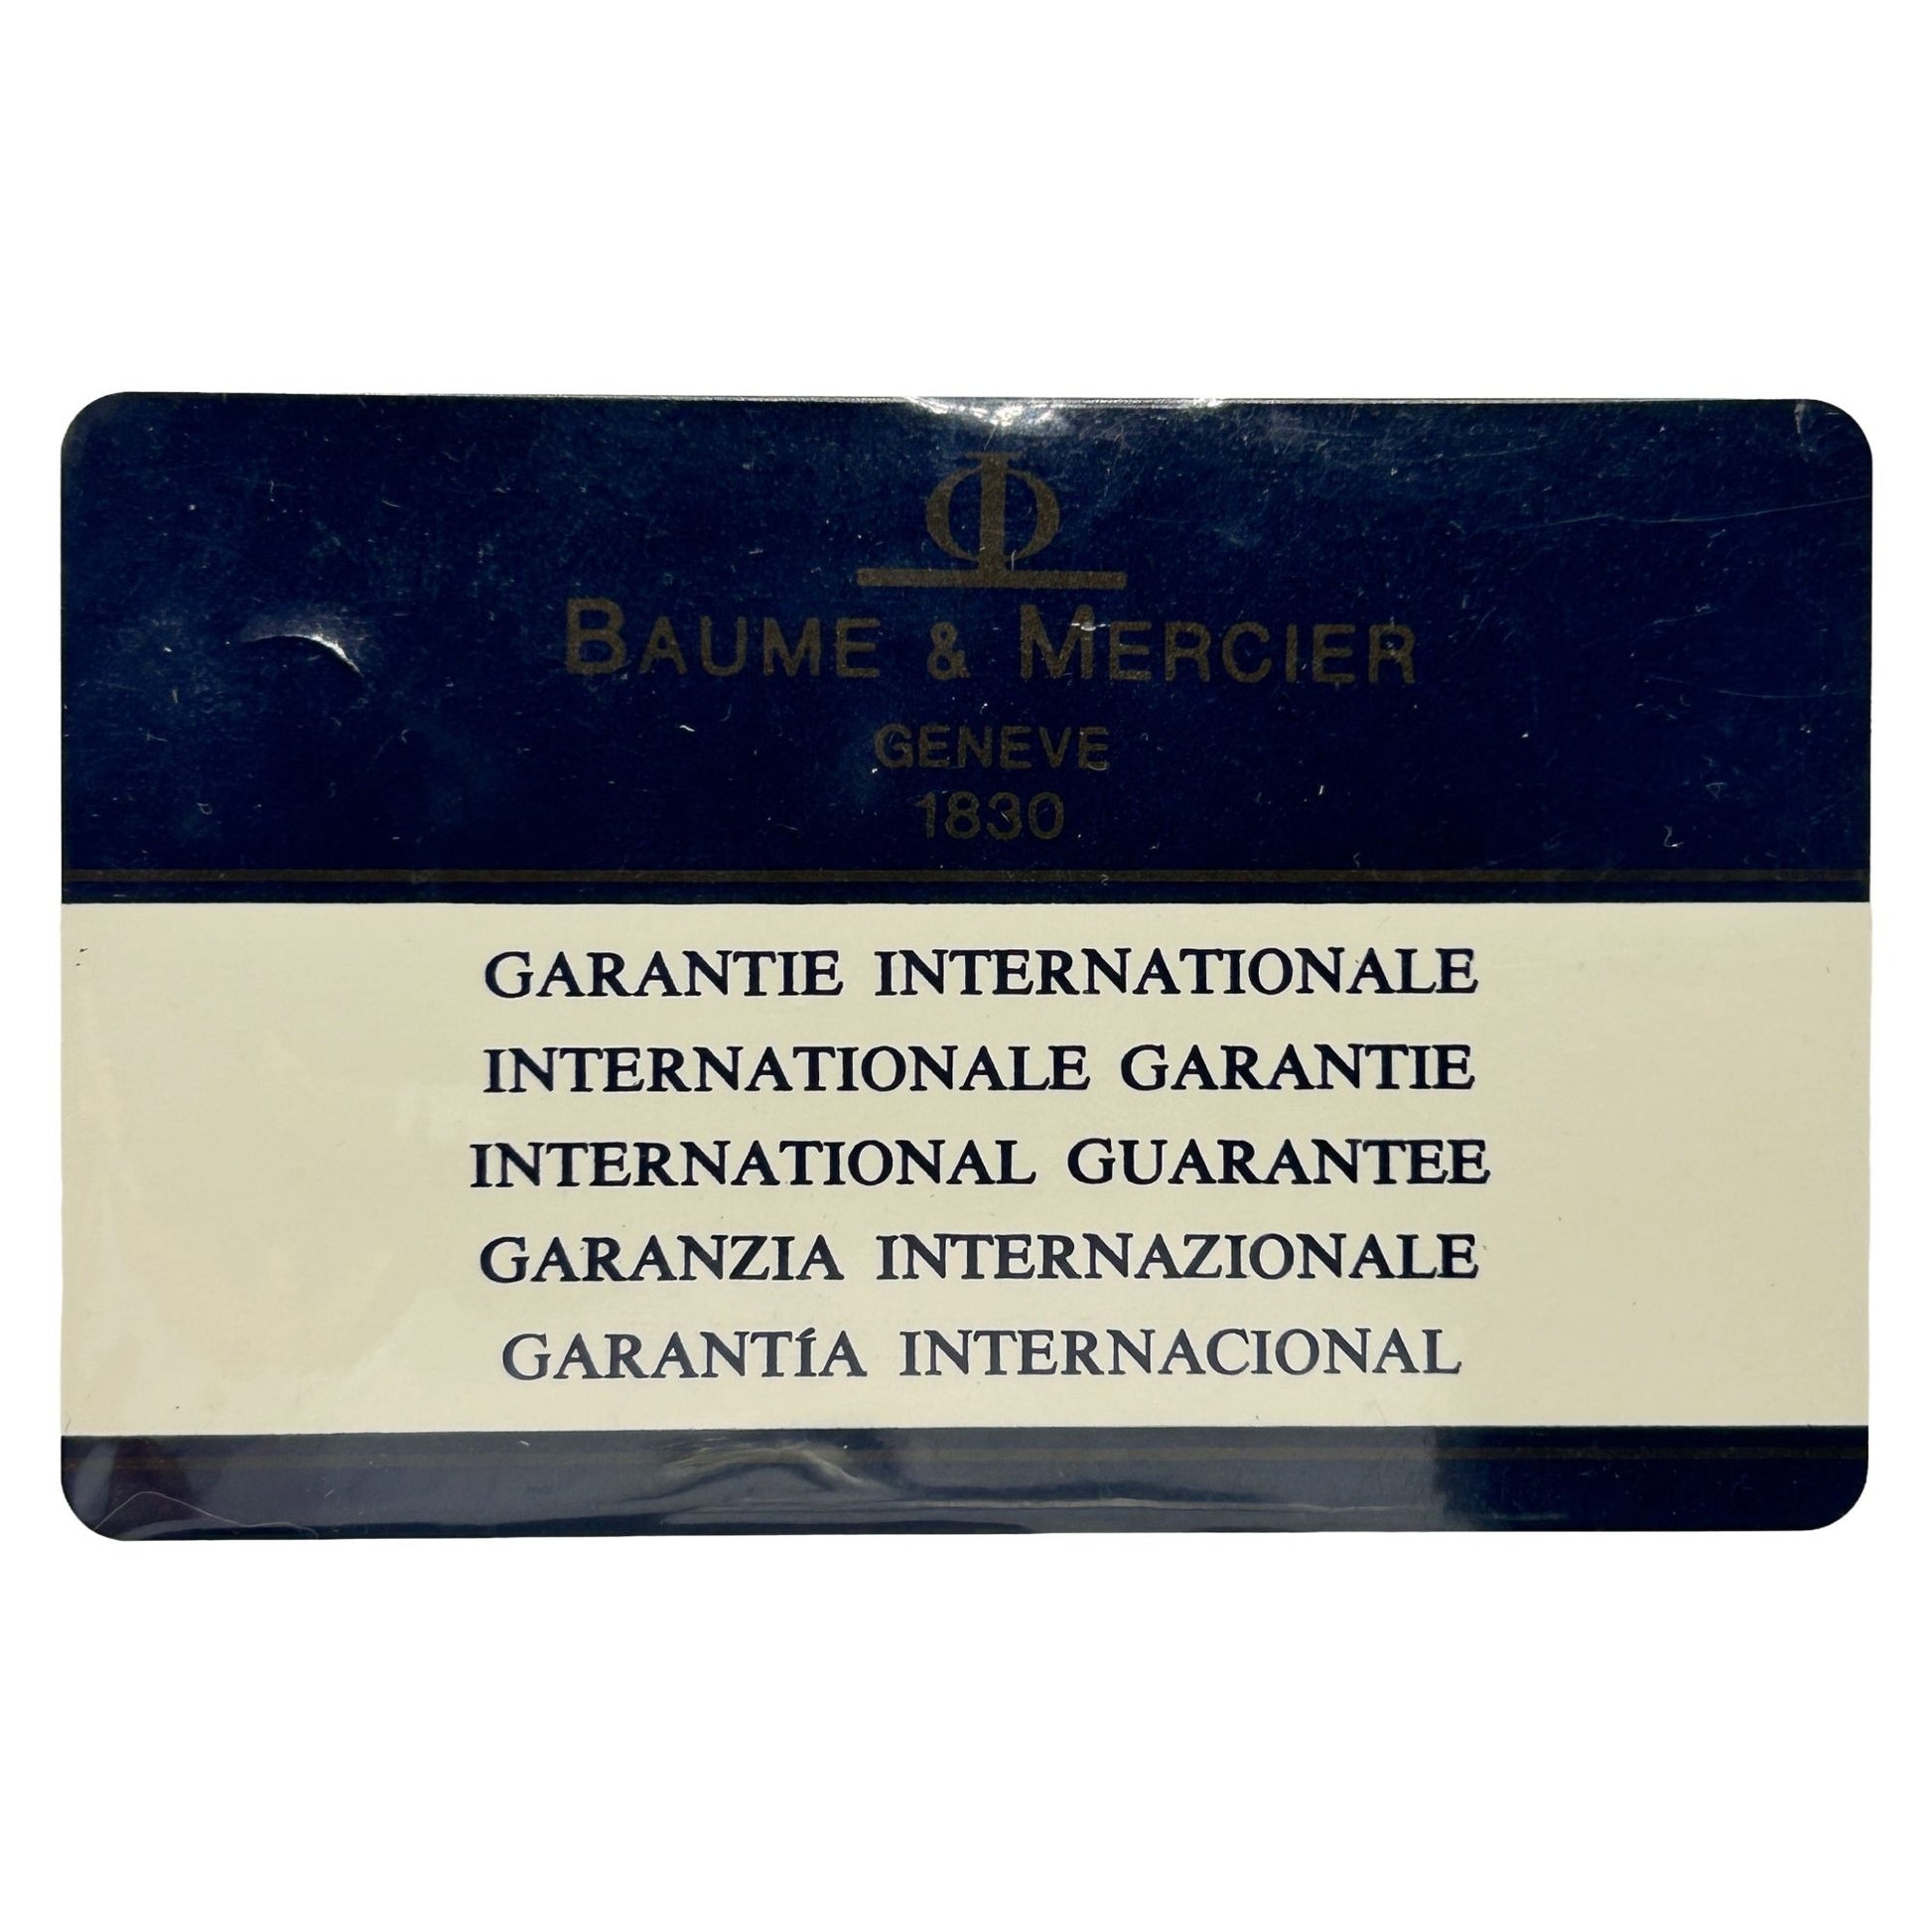 BAUME & MERCIER
GENEVE
1830
GARANTIE INTERNATIONALE
INTERNATIONALE GARANTIE
INTERNATIONAL GUARANTEE
GARANZIA INTERNAZIONALE
GARANTíA INTERNACIONAL